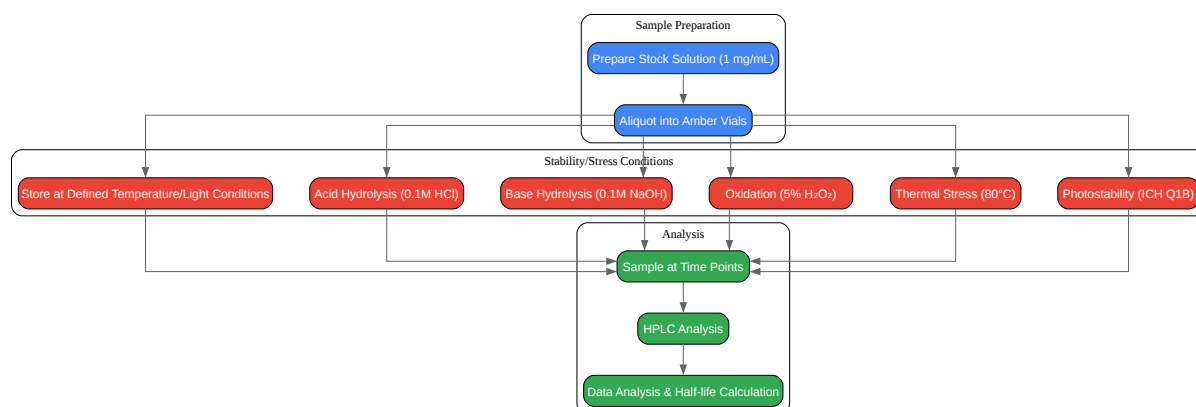 Sample Preparation
Prepare Stock Solution (1 mg/mL)
Aliquot into Amber Vials
Stability/Stress Conditions
Store at Defined Temperature/Light Conditions
Acid Hydrolysis (0.1M HCl)
Base Hydrolysis (0.1M NaOH)
Oxidation (5% H₂O₂)
Thermal Stress (80°C)
Photostability (ICH Q1B)
Analysis
Sample at Time Points
HPLC Analysis
Data Analysis & Half-life Calculation